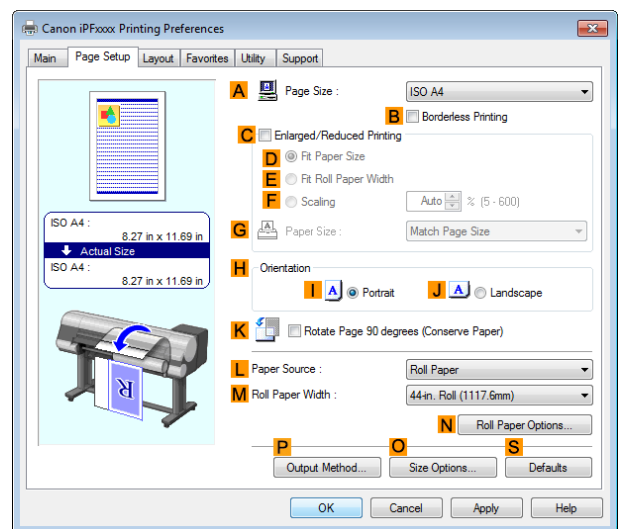 Canon iPFxxxx Printing Preferences
Main Page Setup Layout Favorites Utility Support
A Page Size : ISO A4
B Borderless Printing
C Enlarged/Reduced Printing
D Fit Paper Size
E Fit Roll Paper Width
F Scaling Auto % (5 - 600)
G A Paper Size : Match Page Size
ISO A4 :
8.27 in x 11.69 in
Actual Size
ISO A4 :
8.27 in x 11.69 in
H Orientation
I A Portrait J A Landscape
K Rotate Page 90 degrees (Conserve Paper)
R
L Paper Source : Roll Paper
M Roll Paper Width : 44-in. Roll (1117.6mm)
N Roll Paper Options...
P O S
Output Method... Size Options... Defaults
OK Cancel Apply Help